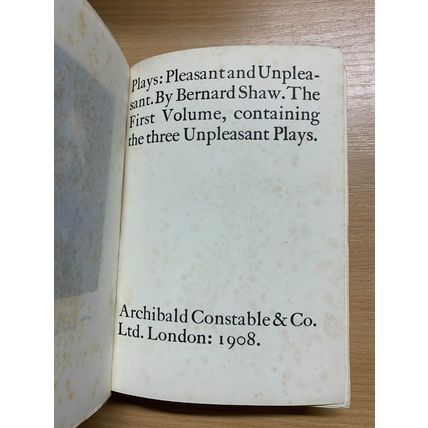 Plays: Pleasant and Unplea-
sant. By Bernard Shaw. The
First Volume, containing
the three Unpleasant Plays.
Archibald Constable & Co.
Ltd. London: 1908.